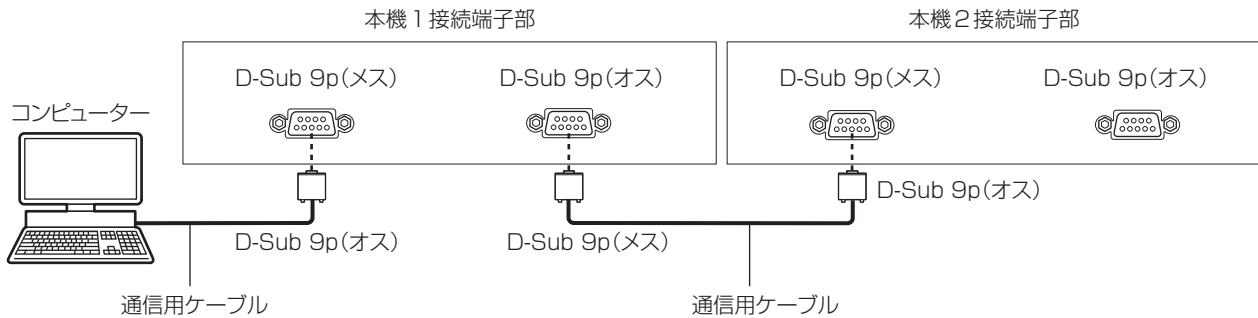 本機1接続端子部
本機2接続端子部
D-Sub 9p(メス)
D-Sub 9p(オス)
D-Sub 9p(メス)
D-Sub 9p(オス)
コンピューター
D-Sub 9p(オス)
D-Sub 9p(オス)
D-Sub 9p(メス)
通信用ケーブル
通信用ケーブル